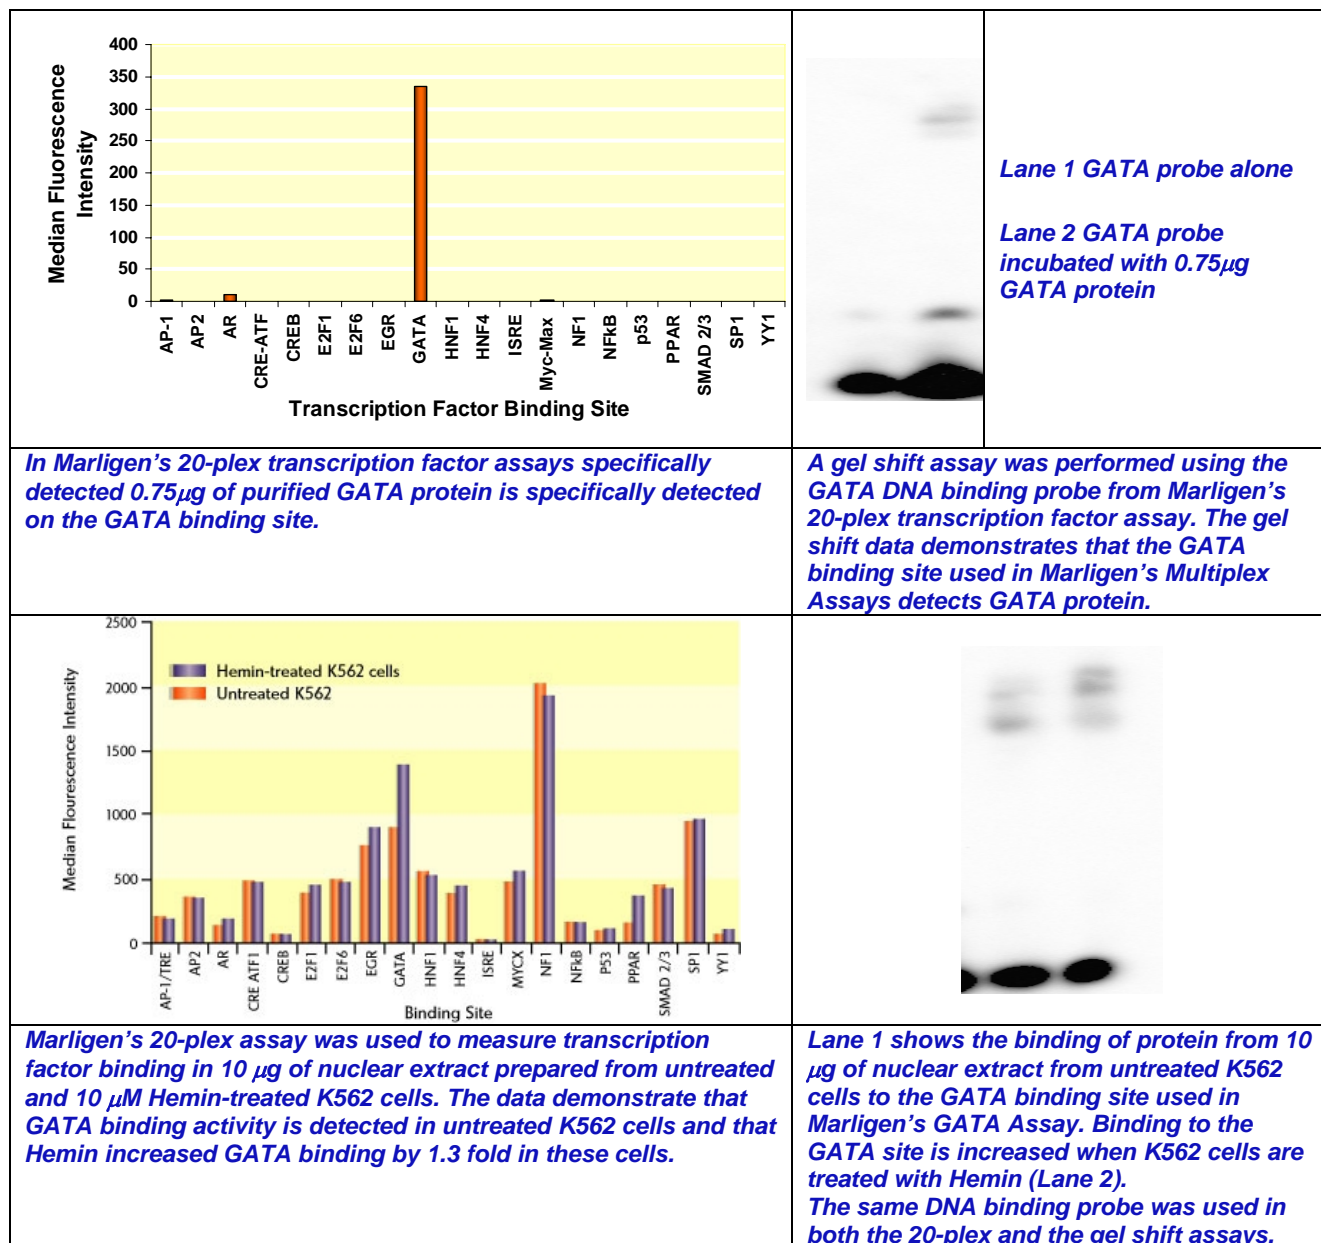 400
350
300
250
200
150
100
50
0
Median Fluorescence
Intensity
AP-1
AP2
AR
CRE-ATF
CREB
E2F1
E2F6
EGR
GATA
HNF1
HNF4
ISRE
Myc-Max
NF1
NFkB
p53
PPAR
SMAD 2/3
SP1
YY1
Transcription Factor Binding Site
Lane 1 GATA probe alone
Lane 2 GATA probe
incubated with 0.75µg
GATA protein
In Marligen's 20-plex transcription factor assays specifically
detected 0.75µg of purified GATA protein is specifically detected
on the GATA binding site.
A gel shift assay was performed using the
GATA DNA binding probe from Marligen's
20-plex transcription factor assay. The gel
shift data demonstrates that the GATA
binding site used in Marligen's Multiplex
Assays detects GATA protein.
2500
2000
1500
1000
500
0
Median Flourescence Intensity
Hemin-treated K562 cells
Untreated K562
AP-1/TRE
AP2
AR
CRE ATF1
CREB
E2F1
E2F6
EGR
GATA
HNF1
HNF4
ISRE
MYCX
NF1
NFkB
P53
PPAR
SMAD 2/3
SP1
YY1
Binding Site
Marligen's 20-plex assay was used to measure transcription
factor binding in 10 µg of nuclear extract prepared from untreated
and 10 µM Hemin-treated K562 cells. The data demonstrate that
GATA binding activity is detected in untreated K562 cells and that
Hemin increased GATA binding by 1.3 fold in these cells.
Lane 1 shows the binding of protein from 10
µg of nuclear extract from untreated K562
cells to the GATA binding site used in
Marligen's GATA Assay. Binding to the
GATA site is increased when K562 cells are
treated with Hemin (Lane 2).
The same DNA binding probe was used in
both the 20-plex and the gel shift assays.